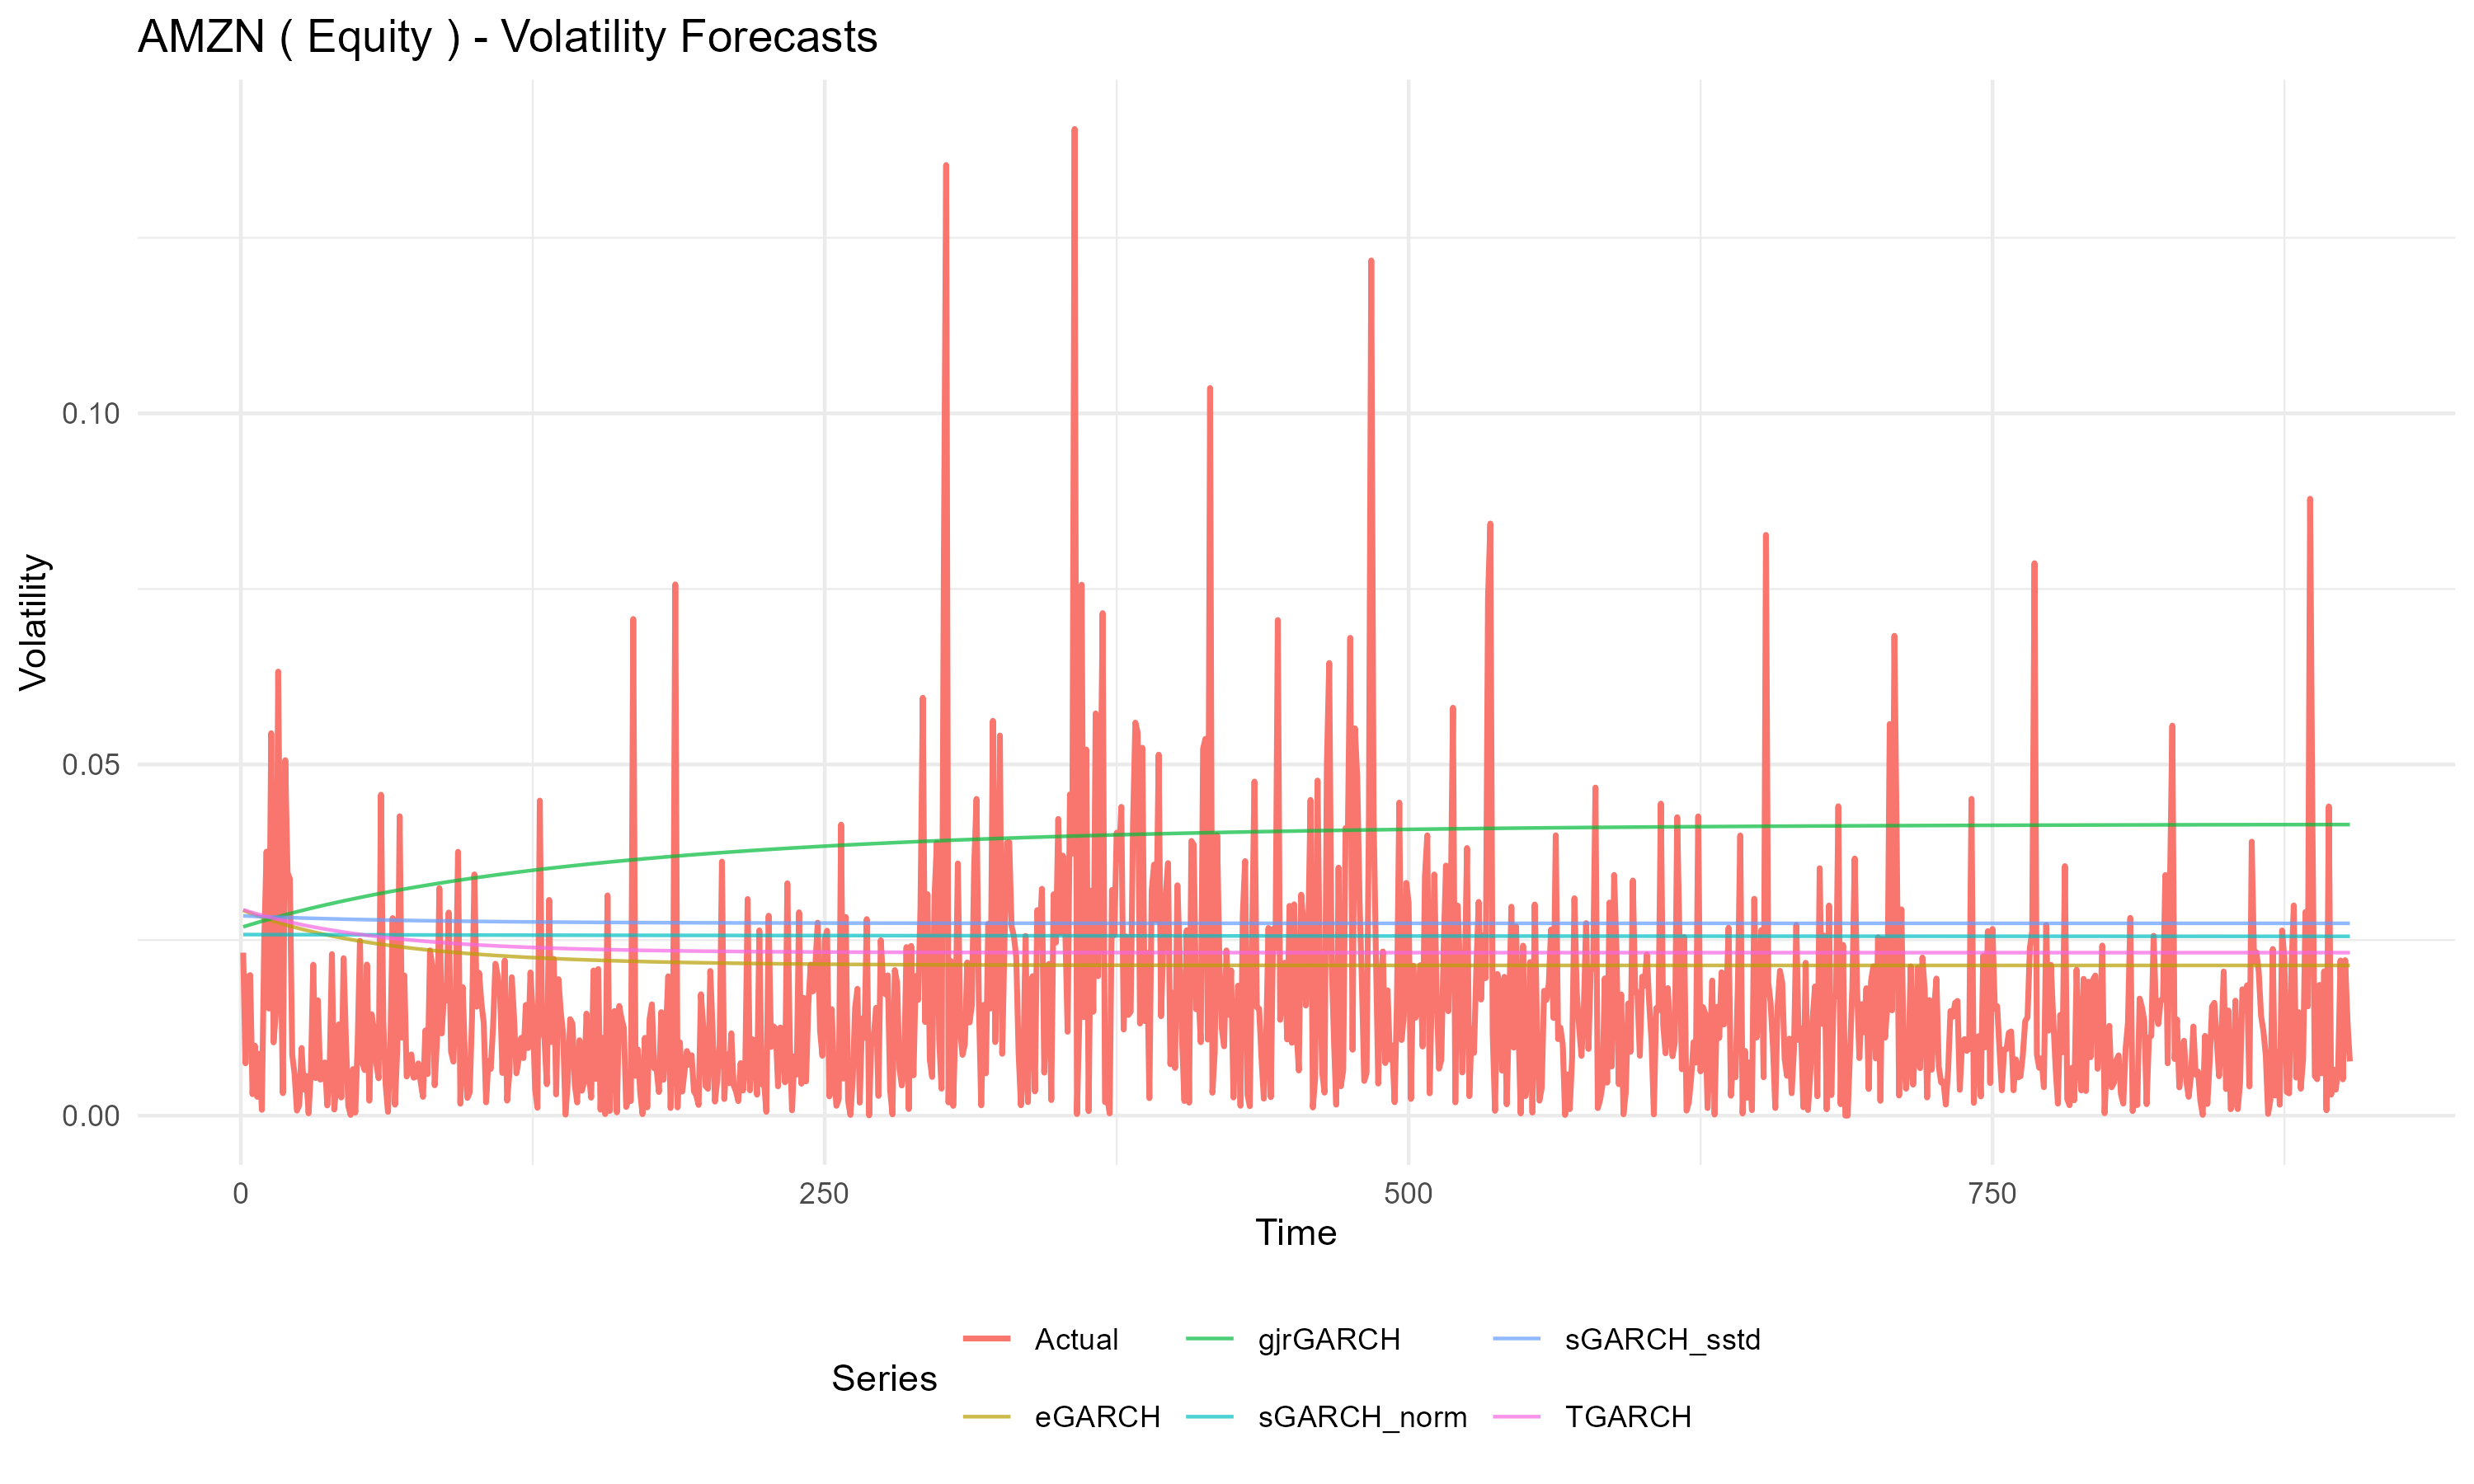 AMZN ( Equity ) - Volatility Forecasts
Volatility
0.10
0.05
0.00
0
250
500
750
Time
Series
Actual
gjrGARCH
sGARCH_sstd
eGARCH
sGARCH_norm
TGARCH